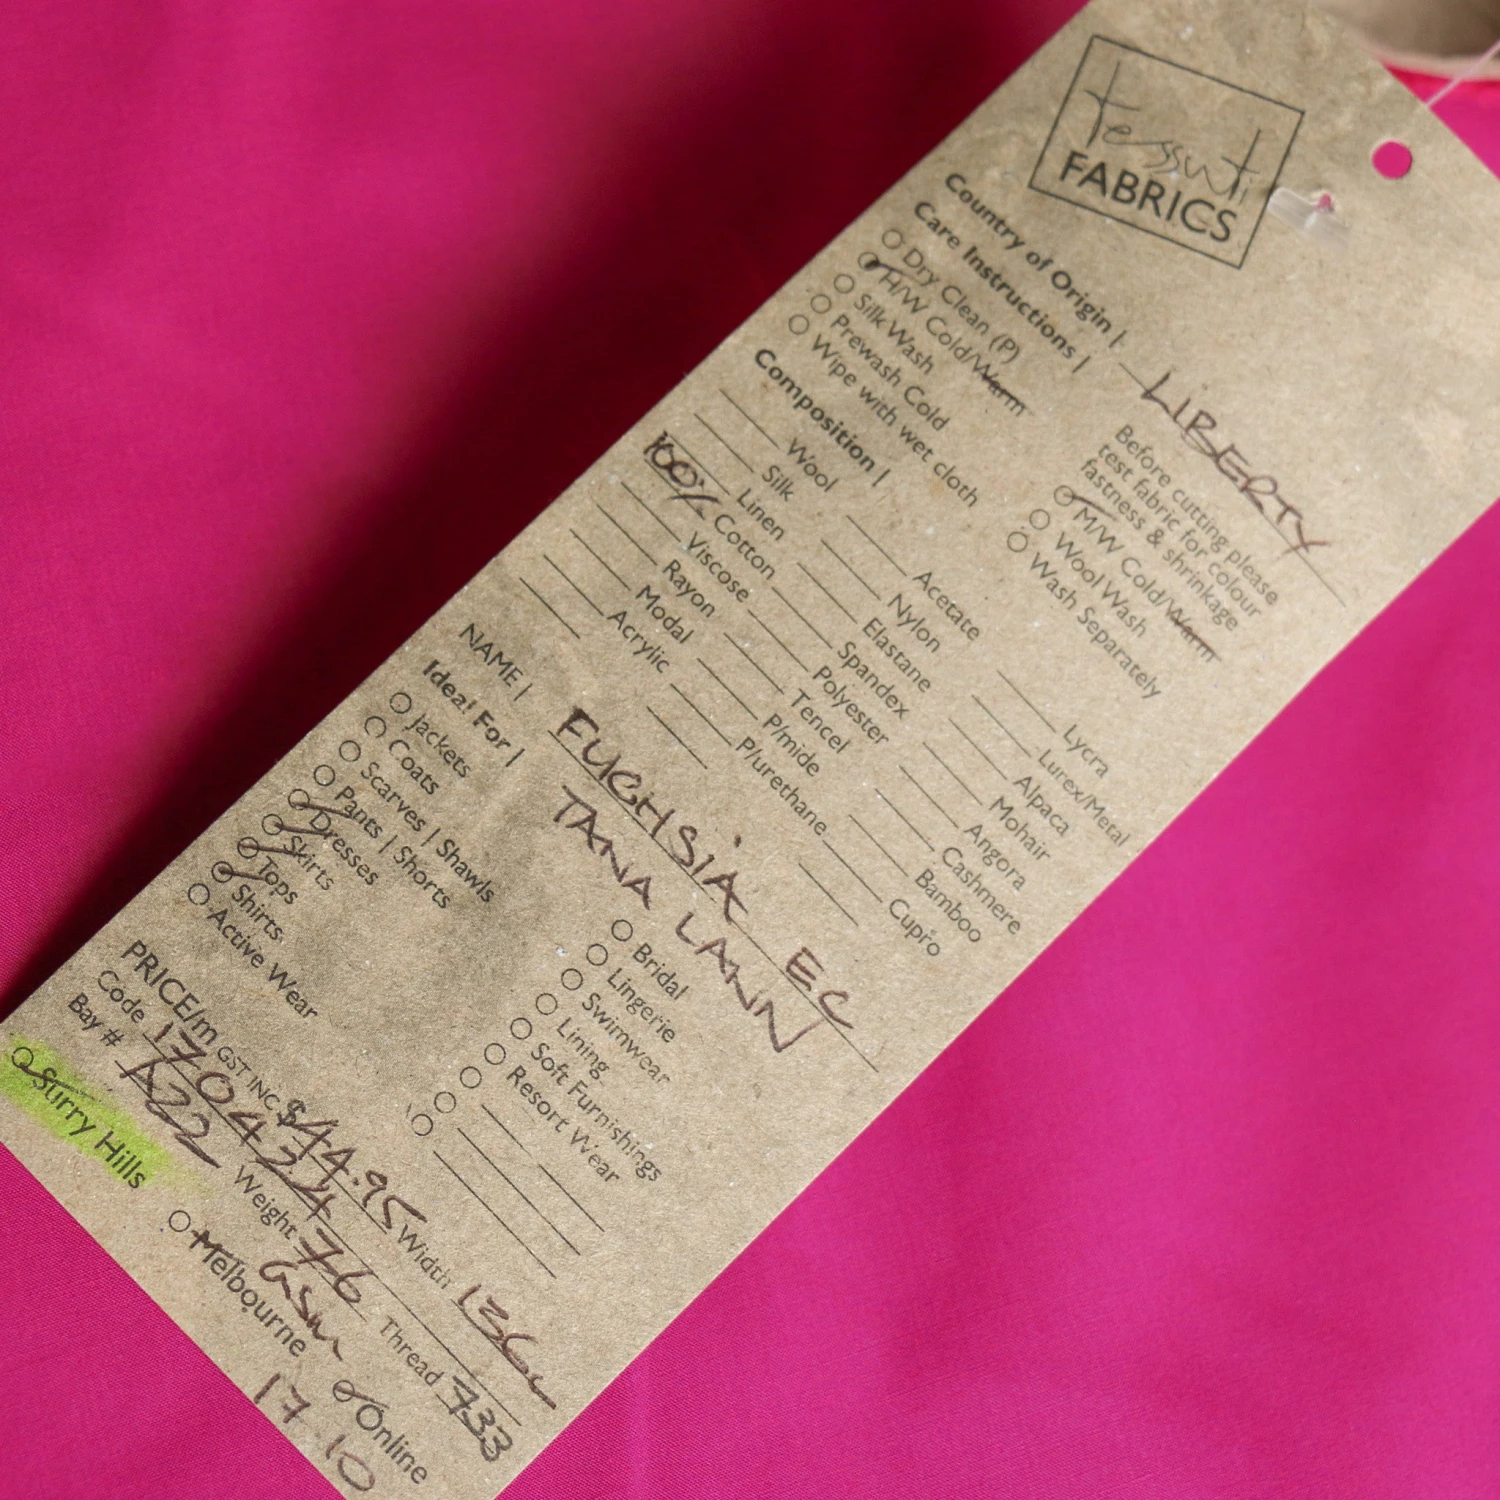 tessuti
FABRICS
Country of Origin | LIBERTY
Care Instructions |
Dry Clean (P)
H/W Cold/Warm
Silk Wash
Prewash Cold
Wipe with wet cloth
Before cutting please
test fabric for colour
fastness & shrinkage
M/W Cold/Warm
Wool Wash
Wash Separately
Composition |
Wool
Silk
Linen
100% Cotton
Viscose
Rayon
Modal
Acrylic
Acetate
Nylon
Elastane
Spandex
Polyester
Tencel
P/mide
P/urethane
Lycra
Lurex/Metal
Alpaca
Mohair
Angora
Cashmere
Bamboo
Cupro
NAME | FUGHSIA EC
TANA LANN
Ideal For |
Jackets
Coats
Scarves | Shawls
Pants | Shorts
Dresses
Skirts
Tops
Shirts
Active Wear
Bridal
Lingerie
Swimwear
Lining
Soft Furnishings
Resort Wear
PRICE/m GST INC $44.95 Width 136
Code 1704224
Bay # A22 Weight 76 GSM Thread 733
Surry Hills Melbourne Online
17.10